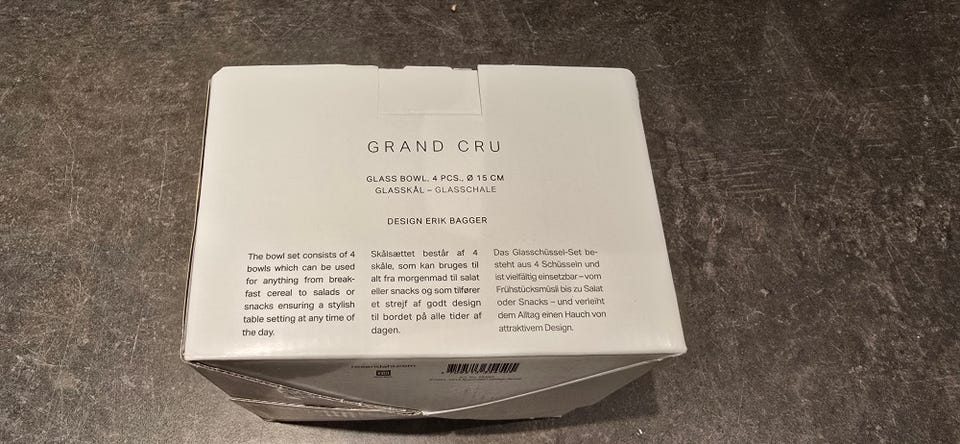 GRAND CRU
GLASS BOWL, 4 PCS., Ø 15 CM
GLASSKÅL – GLASSCHALE
DESIGN ERIK BAGGER
The bowl set consists of 4
bowls which can be used
for anything from break-
fast cereal to salads or
snacks ensuring a stylish
table setting at any time of
the day.
Skålsættet består af 4
skåle, som kan bruges til
alt fra morgenmad til salat
eller snacks og som tilfører
et strejf af godt design
til bordet på alle tider af
dagen.
Das Glasschüssel-Set be-
steht aus 4 Schüsseln und
ist vielfältig einsetzbar – vom
Frühstücksmüsli bis zu Salat
oder Snacks – und verleiht
dem Alltag einen Hauch von
attraktivem Design.
rosendahl.com